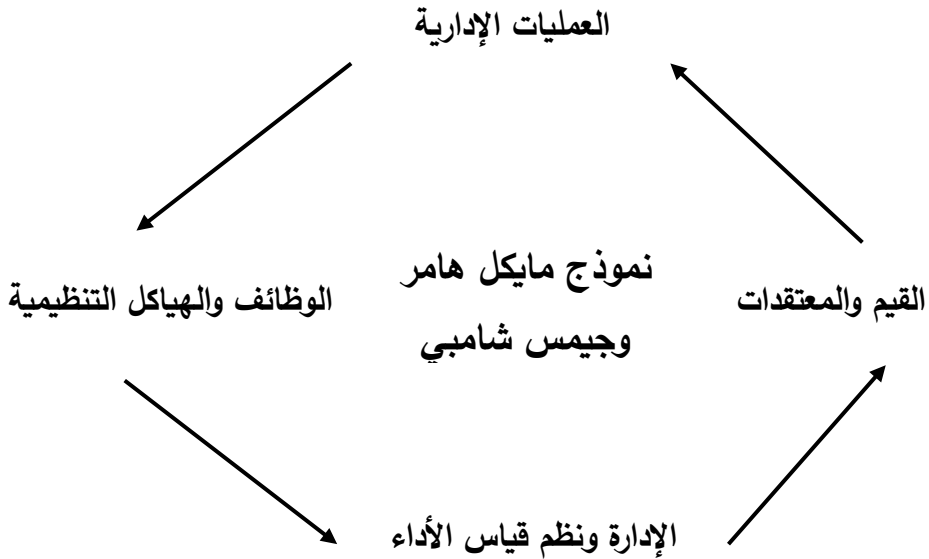 العمليات الإدارية
نموذج مايكل هامر
القيم والمعتقدات
الوظائف والهياكل التنظيمية
وجيمس شامبي
الإدارة ونظم قياس الأداء